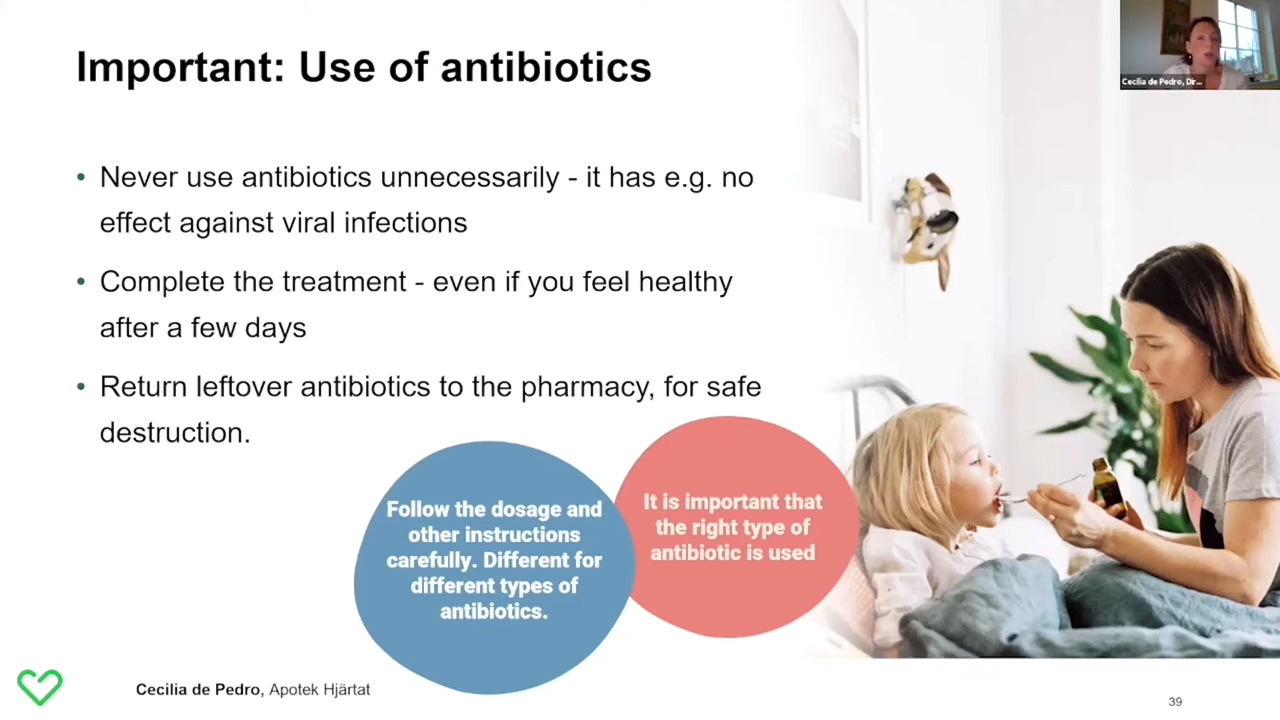 Important: Use of antibiotics
Cecilia de Pedro, Dir...
• Never use antibiotics unnecessarily - it has e.g. no
effect against viral infections
• Complete the treatment - even if you feel healthy
after a few days
• Return leftover antibiotics to the pharmacy, for safe
destruction.
Follow the dosage and
other instructions
carefully. Different for
different types of
antibiotics.
It is important that
the right type of
antibiotic is used
Cecilia de Pedro, Apotek Hjärtat
39